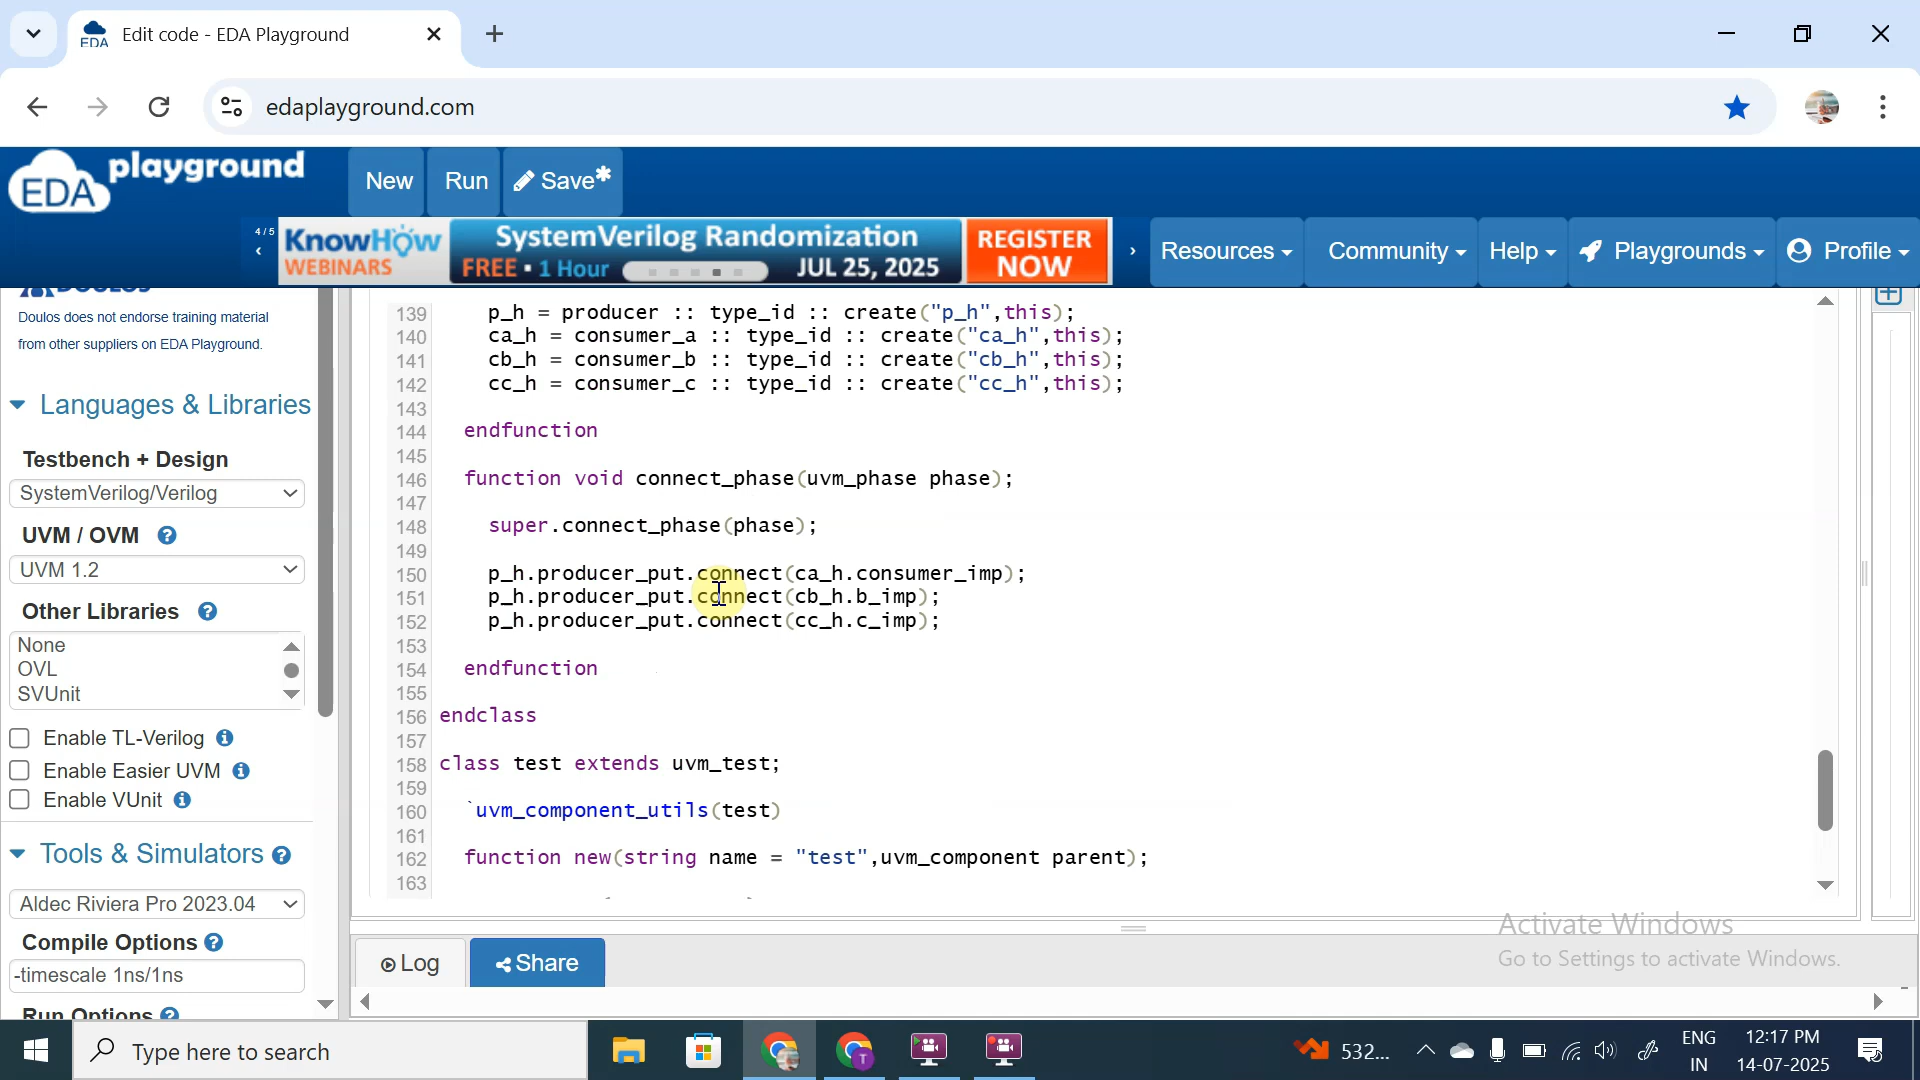 Edit code - EDA Playground
EDA
edaplayground.com
EDA playground
New
Run
Save*
4/5
KnowHow
WEBINARS
SystemVerilog Randomization
FREE • 1 Hour
JUL 25, 2025
REGISTER
NOW
Resources
Community
Help
Playgrounds
Profile
DOULOS
Doulos does not endorse training material
from other suppliers on EDA Playground.
Languages & Libraries
Testbench + Design
SystemVerilog/Verilog
UVM / OVM
UVM 1.2
Other Libraries
None
OVL
SVUnit
Enable TL-Verilog
Enable Easier UVM
Enable VUnit
Tools & Simulators
Aldec Riviera Pro 2023.04
Compile Options
-timescale 1ns/1ns
Run Options
139 p_h = producer :: type_id :: create("p_h",this);
140 ca_h = consumer_a :: type_id :: create("ca_h",this);
141 cb_h = consumer_b :: type_id :: create("cb_h",this);
142 cc_h = consumer_c :: type_id :: create("cc_h",this);
143
144 endfunction
145
146 function void connect_phase(uvm_phase phase);
147
148 super.connect_phase(phase);
149
150 p_h.producer_put.connect(ca_h.consumer_imp);
151 p_h.producer_put.connect(cb_h.b_imp);
152 p_h.producer_put.connect(cc_h.c_imp);
153
154 endfunction
155
156 endclass
157
158 class test extends uvm_test;
159
160 `uvm_component_utils(test)
161
162 function new(string name = "test",uvm_component parent);
163
Activate Windows
Go to Settings to activate Windows.
Log
Share
Type here to search
T
532...
ENG
IN
12:17 PM
14-07-2025